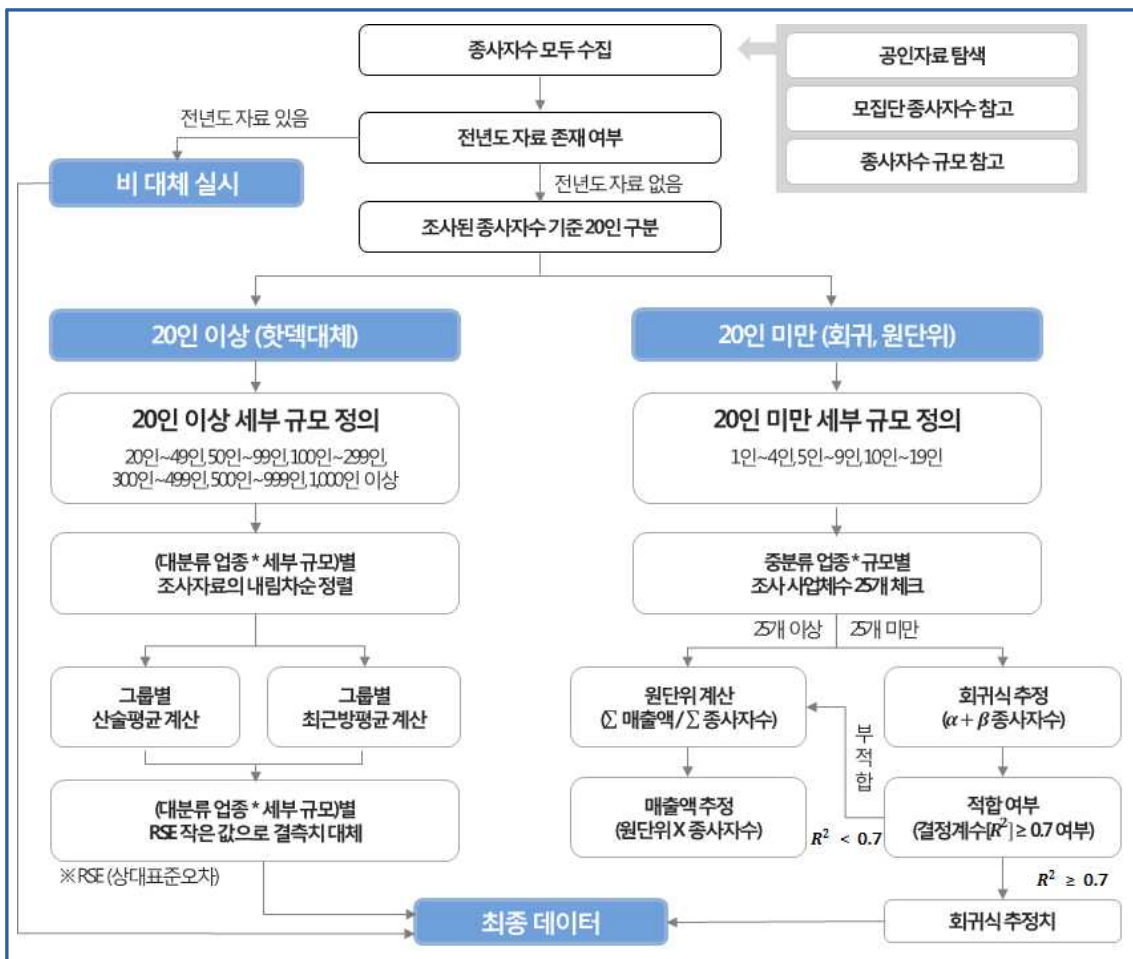 종사자수 모두 수집
공인자료 탐색
모집단 종사자수 참고
종사자수 규모 참고
전년도 자료 있음
전년도 자료 존재 여부
비 대체 실시
전년도 자료 없음
조사된 종사자수 기준 20인 구분
20인 이상 (핫덱대체)
20인 미만 (회귀, 원단위)
20인 이상 세부 규모 정의
20인~49인, 50인~99인, 100인~299인,
300인~499인, 500인~999인, 1,000인 이상
20인 미만 세부 규모 정의
1인~4인, 5인~9인, 10인~19인
(대분류 업종 * 세부 규모)별
조사자료의 내림차순 정렬
중분류 업종 * 규모별
조사 사업체수 25개 체크
25개 이상
25개 미만
그룹별
산술평균 계산
그룹별
최근방평균 계산
원단위 계산
(∑ 매출액 / ∑ 종사자수)
회귀식 추정
(α + β 종사자수)
부적합
(대분류 업종 * 세부 규모)별
RSE 작은 값으로 결측치 대체
매출액 추정
(원단위 X 종사자수)
적합 여부
(결정계수[R²] ≥ 0.7 여부)
R² < 0.7
※ RSE (상대표준오차)
R² ≥ 0.7
최종 데이터
회귀식 추정치